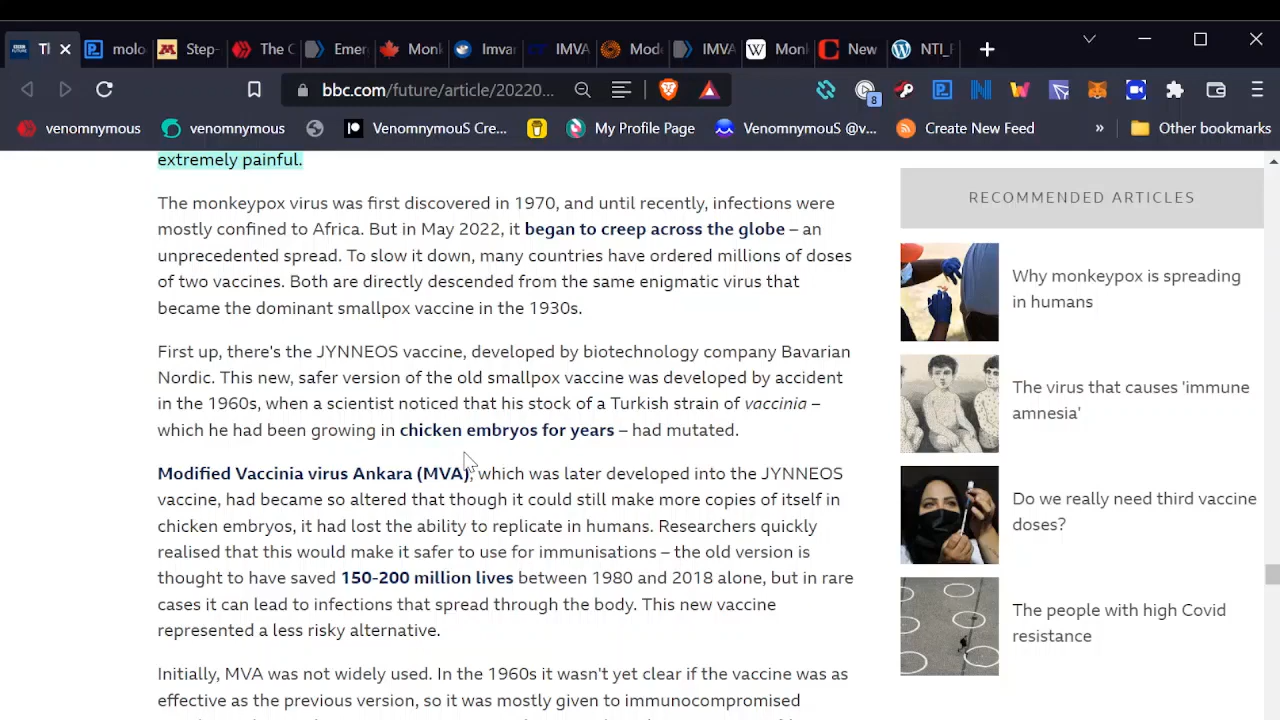 Tl
molo
Step-
The C
Emer
Monk
Imvar
IMVA
Mode
IMVA
Monk
New
NTI_F
bbc.com/future/article/20220...
8
venomnymous
venomnymous
VenomnymouS Cre...
My Profile Page
VenomnymouS @v...
Create New Feed
»
Other bookmarks
extremely painful.
The monkeypox virus was first discovered in 1970, and until recently, infections were
mostly confined to Africa. But in May 2022, it began to creep across the globe – an
unprecedented spread. To slow it down, many countries have ordered millions of doses
of two vaccines. Both are directly descended from the same enigmatic virus that
became the dominant smallpox vaccine in the 1930s.
First up, there's the JYNNEOS vaccine, developed by biotechnology company Bavarian
Nordic. This new, safer version of the old smallpox vaccine was developed by accident
in the 1960s, when a scientist noticed that his stock of a Turkish strain of vaccinia –
which he had been growing in chicken embryos for years – had mutated.
Modified Vaccinia virus Ankara (MVA), which was later developed into the JYNNEOS
vaccine, had became so altered that though it could still make more copies of itself in
chicken embryos, it had lost the ability to replicate in humans. Researchers quickly
realised that this would make it safer to use for immunisations – the old version is
thought to have saved 150-200 million lives between 1980 and 2018 alone, but in rare
cases it can lead to infections that spread through the body. This new vaccine
represented a less risky alternative.
Initially, MVA was not widely used. In the 1960s it wasn't yet clear if the vaccine was as
effective as the previous version, so it was mostly given to immunocompromised
RECOMMENDED ARTICLES
Why monkeypox is spreading
in humans
The virus that causes 'immune
amnesia'
Do we really need third vaccine
doses?
The people with high Covid
resistance